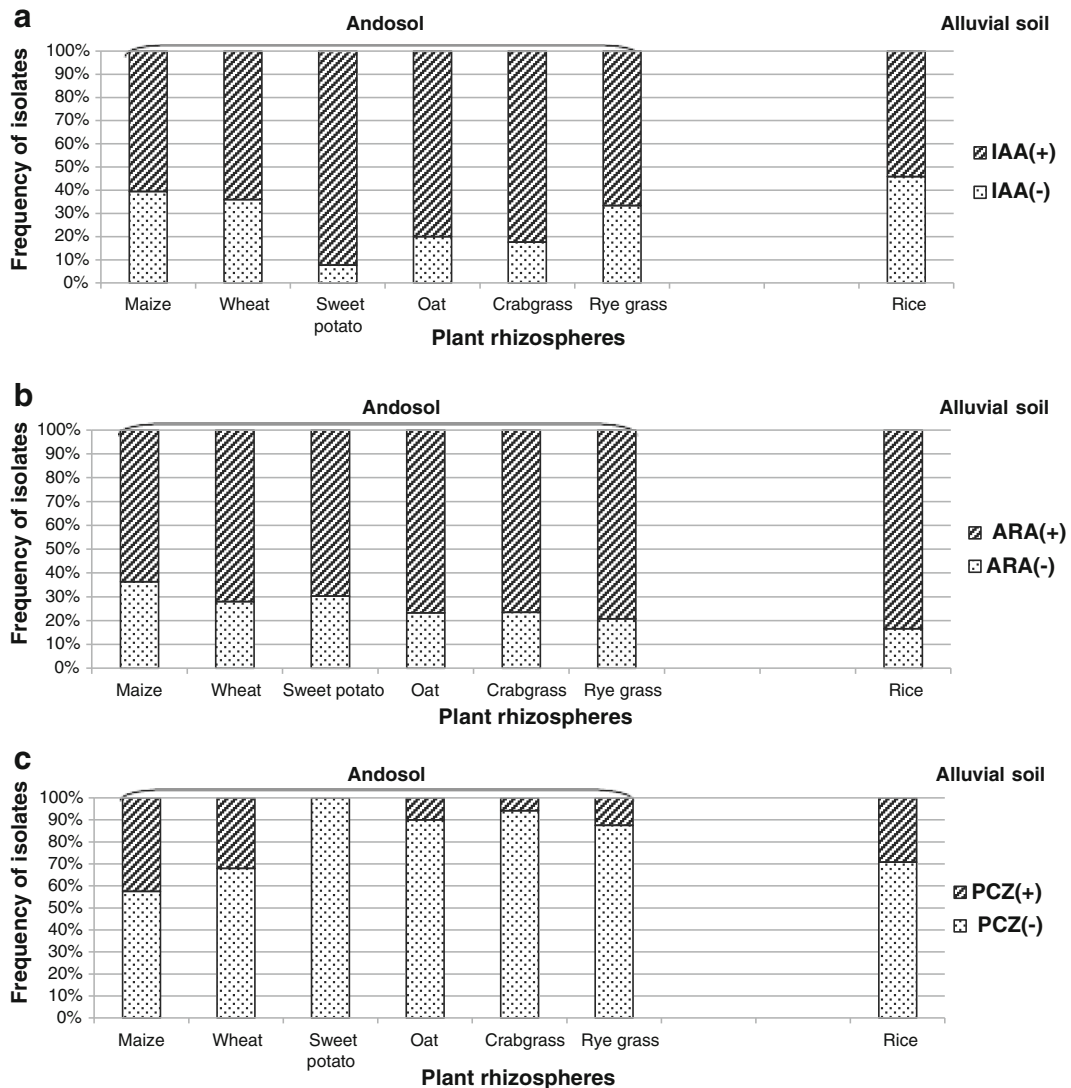 a
Andosol
Alluvial soil
Frequency of isolates
100%
90%
80%
70%
60%
50%
40%
30%
20%
10%
0%
IAA(+)
IAA(-)
Maize Wheat Sweet potato Oat Crabgrass Rye grass Rice
Plant rhizospheres
b
Andosol
Alluvial soil
Frequency of isolates
100%
90%
80%
70%
60%
50%
40%
30%
20%
10%
0%
ARA(+)
ARA(-)
Maize Wheat Sweet potato Oat Crabgrass Rye grass Rice
Plant rhizospheres
c
Andosol
Alluvial soil
Frequency of isolates
100%
90%
80%
70%
60%
50%
40%
30%
20%
10%
0%
PCZ(+)
PCZ(-)
Maize Wheat Sweet potato Oat Crabgrass Rye grass Rice
Plant rhizospheres